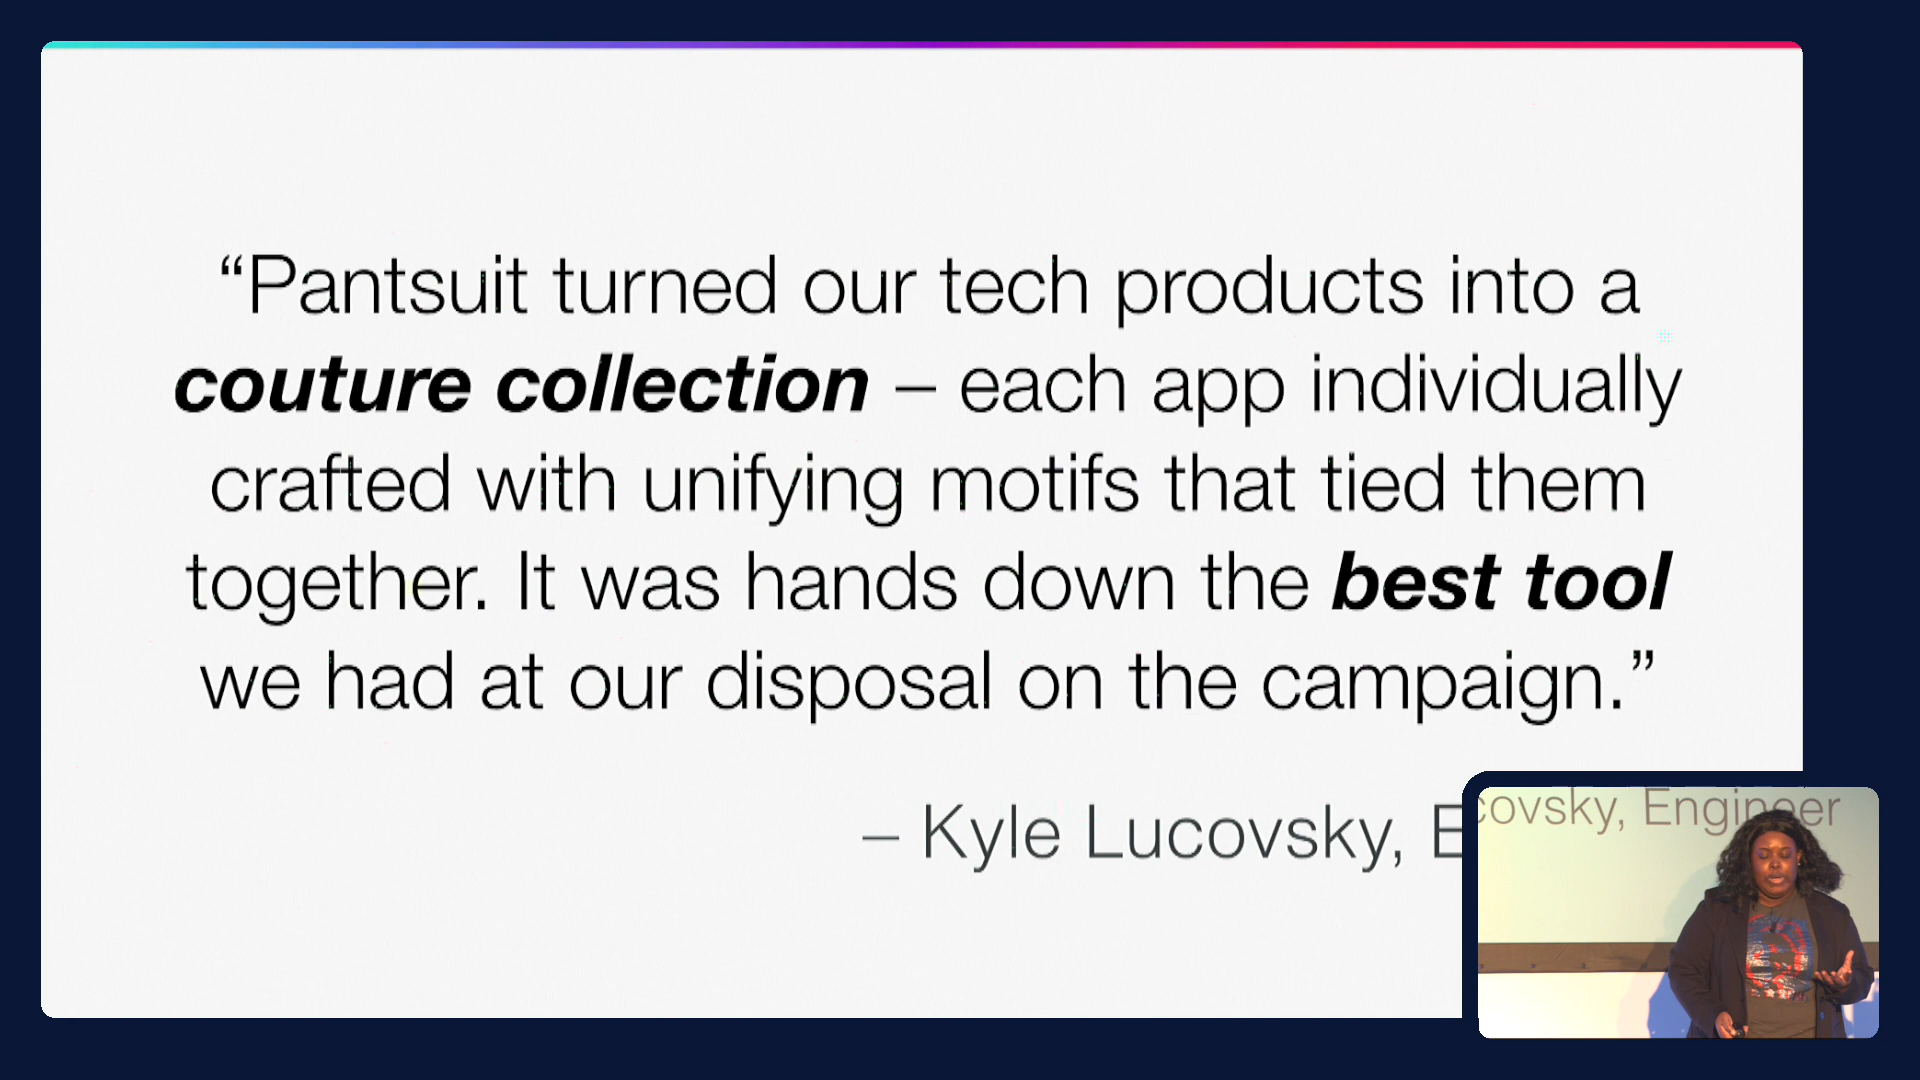 “Pantsuit turned our tech products into a
couture collection – each app individually
crafted with unifying motifs that tied them
together. It was hands down the best tool
we had at our disposal on the campaign.”
– Kyle Lucovsky, E
covsky, Engineer